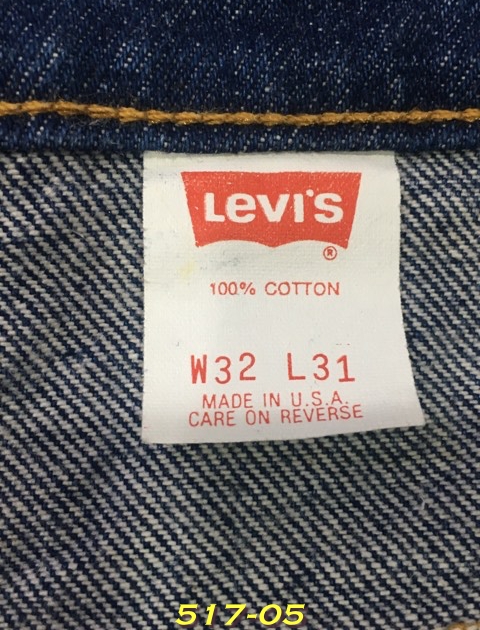 LEVI'S
®
100% COTTON
W32 L31
MADE IN U.S.A.
CARE ON REVERSE
517-05